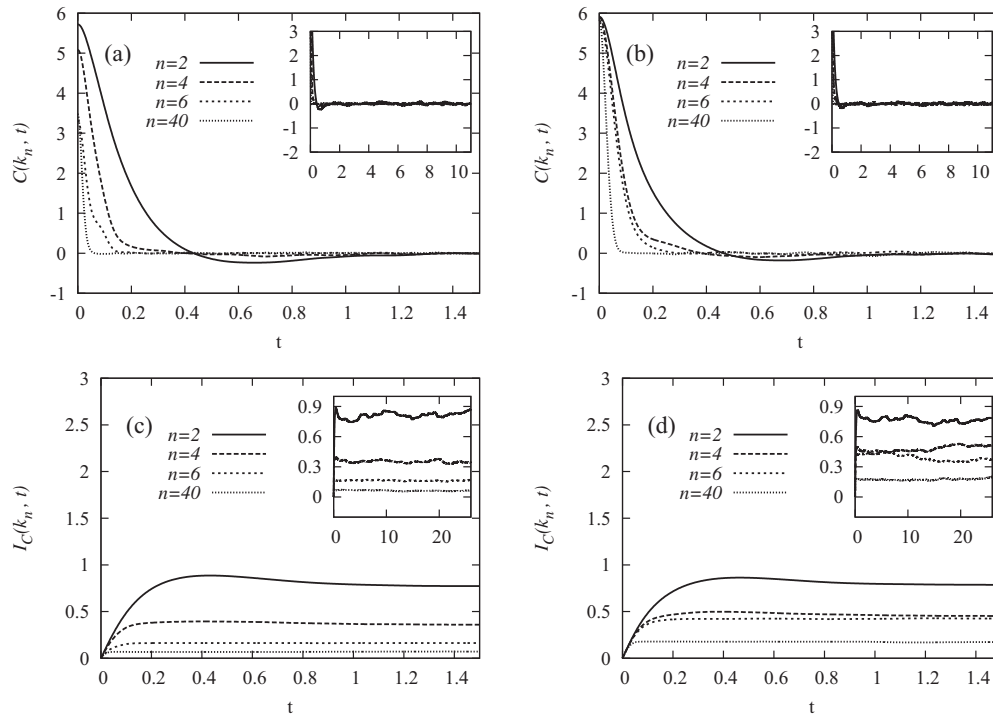 6
5
4
3
2
1
0
-1
C(k_n, t)
(a)
n=2
n=4
n=6
n=40
3
2
1
0
-1
-2
0 2 4 6 8 10
0 0.2 0.4 0.6 0.8 1 1.2 1.4
t
6
5
4
3
2
1
0
-1
C(k_n, t)
(b)
n=2
n=4
n=6
n=40
3
2
1
0
-1
-2
0 2 4 6 8 10
0 0.2 0.4 0.6 0.8 1 1.2 1.4
t
3
2.5
2
1.5
1
0.5
0
I_C(k_n, t)
(c)
n=2
n=4
n=6
n=40
0.9
0.6
0.3
0
0 10 20
0 0.2 0.4 0.6 0.8 1 1.2 1.4
t
3
2.5
2
1.5
1
0.5
0
I_C(k_n, t)
(d)
n=2
n=4
n=6
n=40
0.9
0.6
0.3
0
0 10 20
0 0.2 0.4 0.6 0.8 1 1.2 1.4
t